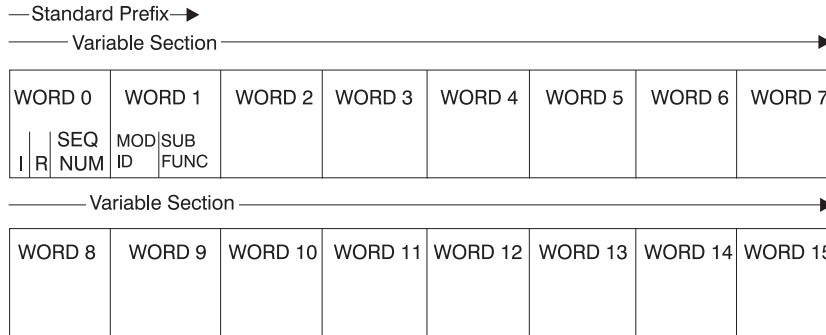 Standard Prefix
Variable Section
WORD 0 WORD 1 WORD 2 WORD 3 WORD 4 WORD 5 WORD 6 WORD 7
I R SEQ NUM MOD ID SUB FUNC
Variable Section
WORD 8 WORD 9 WORD 10 WORD 11 WORD 12 WORD 13 WORD 14 WORD 15